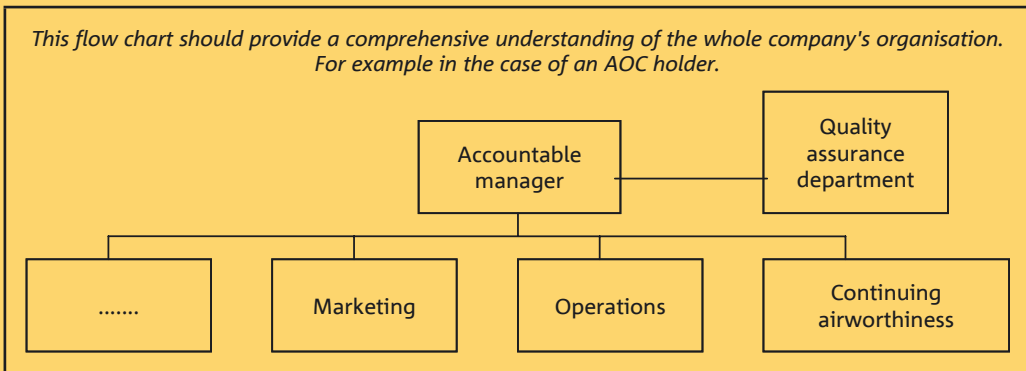 This flow chart should provide a comprehensive understanding of the whole company's organisation.
For example in the case of an AOC holder.
Accountable
manager
Quality
assurance
department
.......
Marketing
Operations
Continuing
airworthiness